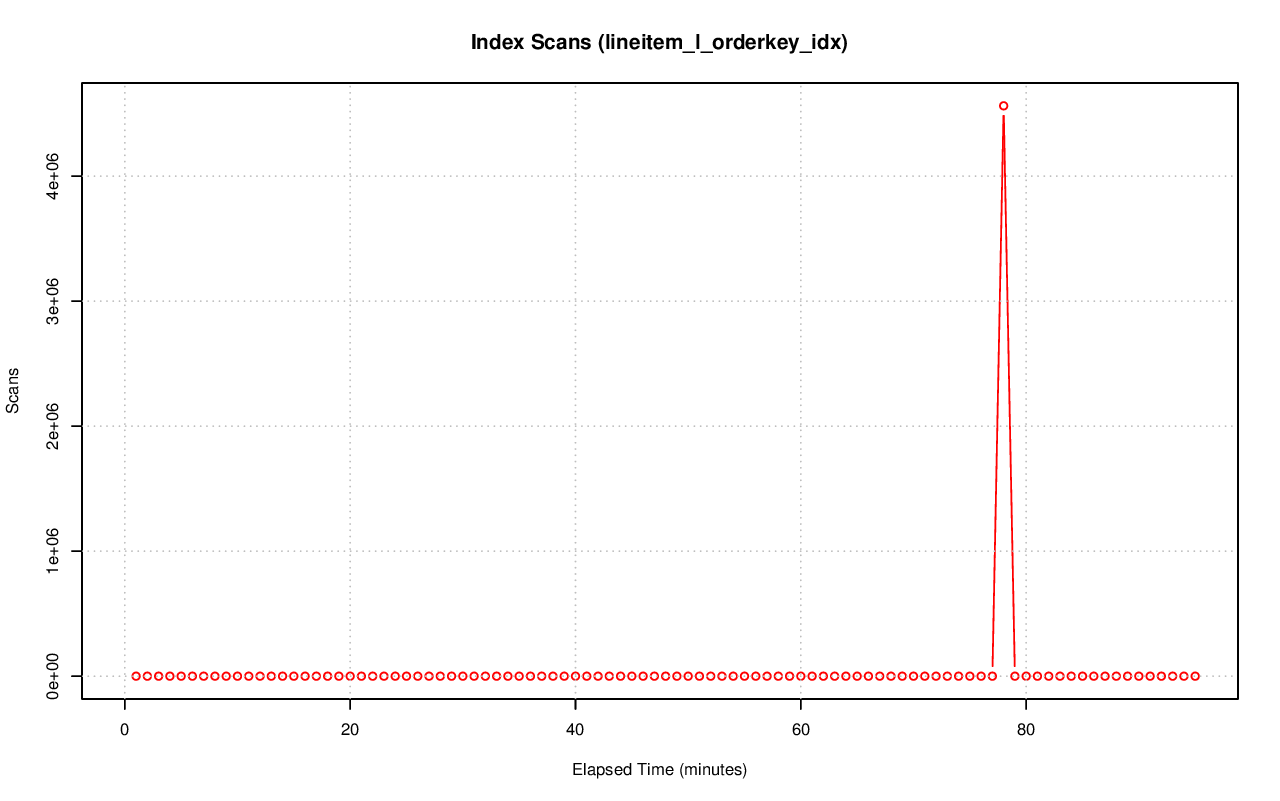 Index Scans (lineitem_l_orderkey_idx)
Scans
4e+06
3e+06
2e+06
1e+06
0e+00
0 20 40 60 80
Elapsed Time (minutes)